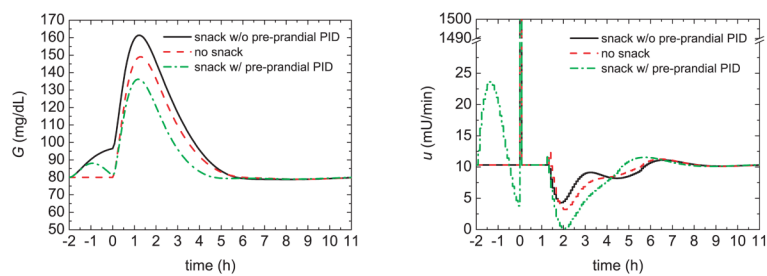 170
160
150
140
130
120
110
100
90
80
70
60
50
G (mg/dL)
snack w/o pre-prandial PID
no snack
snack w/ pre-prandial PID
-2 -1 0 1 2 3 4 5 6 7 8 9 10 11
time (h)
1500
1490
25
20
15
10
5
0
u (mU/min)
snack w/o pre-prandial PID
no snack
snack w/ pre-prandial PID
-2 -1 0 1 2 3 4 5 6 7 8 9 10 11
time (h)